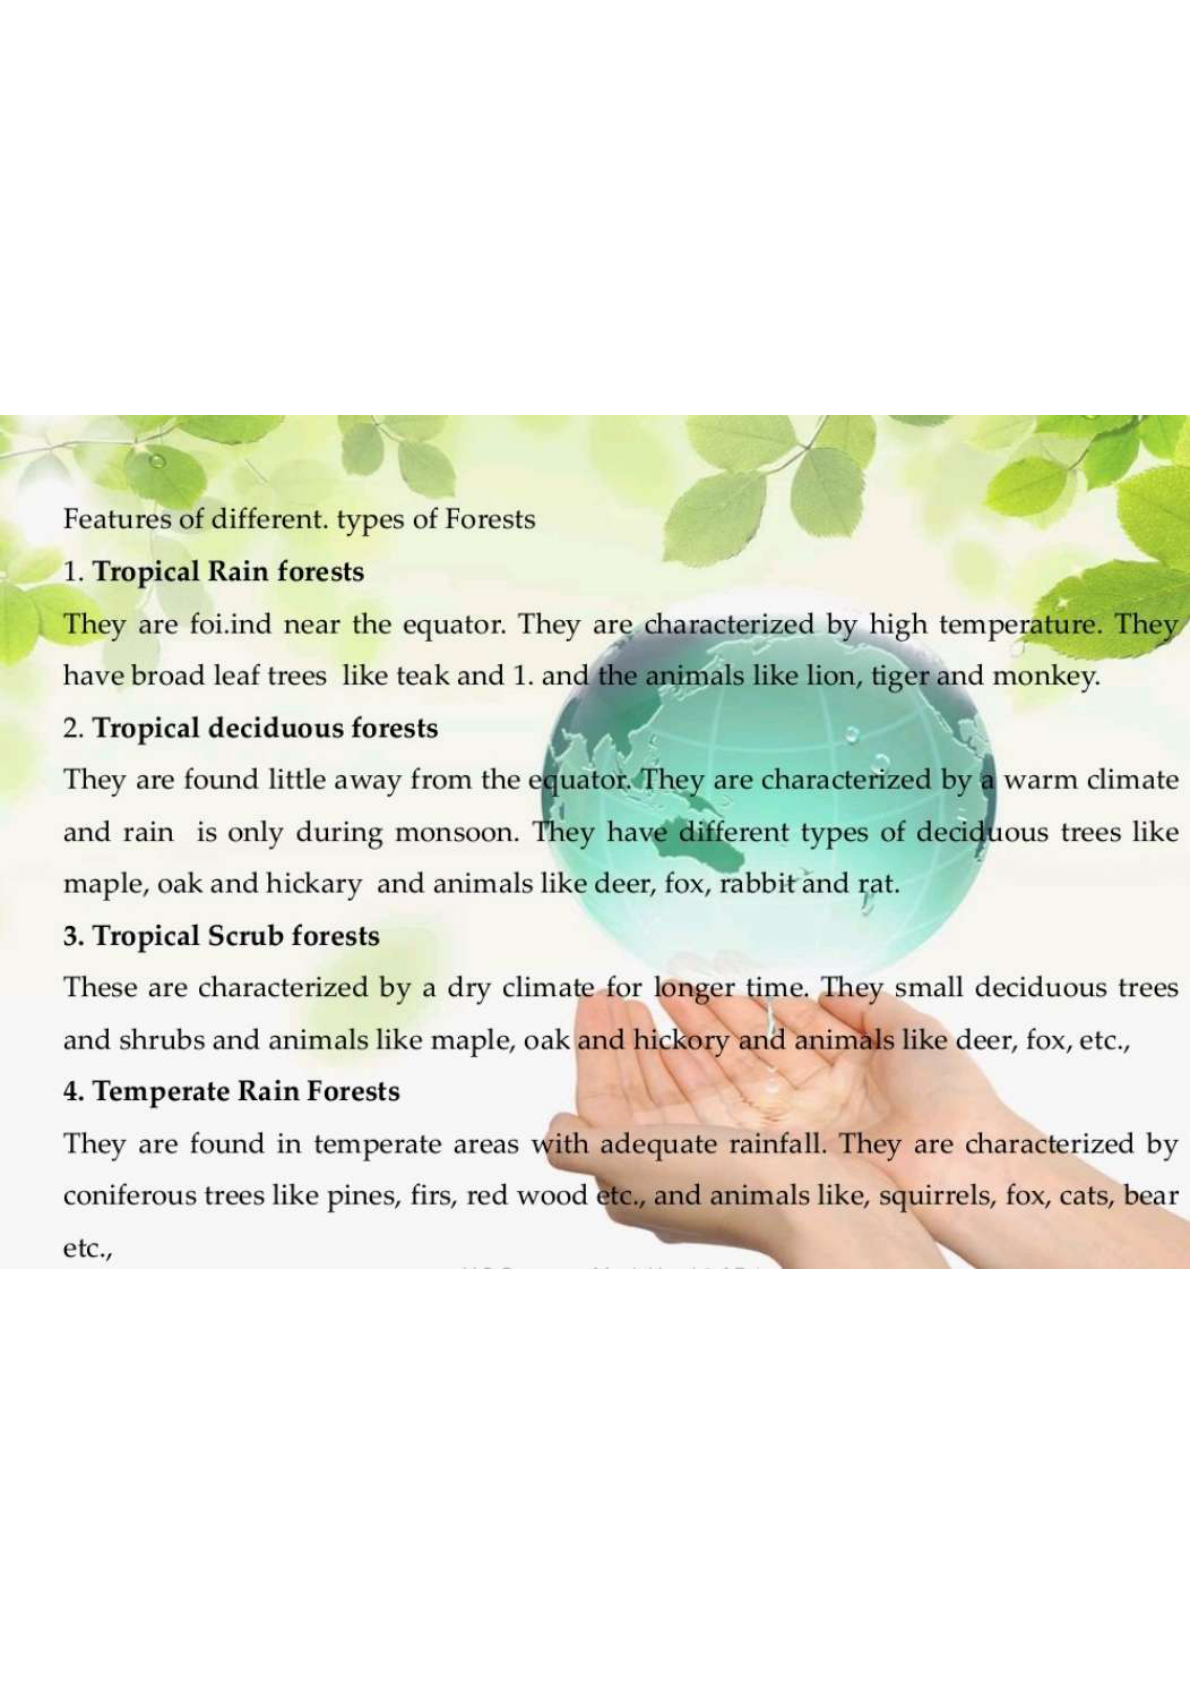 Features of different. types of Forests
1. Tropical Rain forests
They are foi.ind near the equator. They are characterized by high temperature. They
have broad leaf trees like teak and 1. and the animals like lion, tiger and monkey.
2. Tropical deciduous forests
They are found little away from the equator. They are characterized by a warm climate
and rain is only during monsoon. They have different types of deciduous trees like
maple, oak and hickary and animals like deer, fox, rabbit and rat.
3. Tropical Scrub forests
These are characterized by a dry climate for longer time. They small deciduous trees
and shrubs and animals like maple, oak and hickory and animals like deer, fox, etc.,
4. Temperate Rain Forests
They are found in temperate areas with adequate rainfall. They are characterized by
coniferous trees like pines, firs, red wood etc., and animals like, squirrels, fox, cats, bear
etc.,